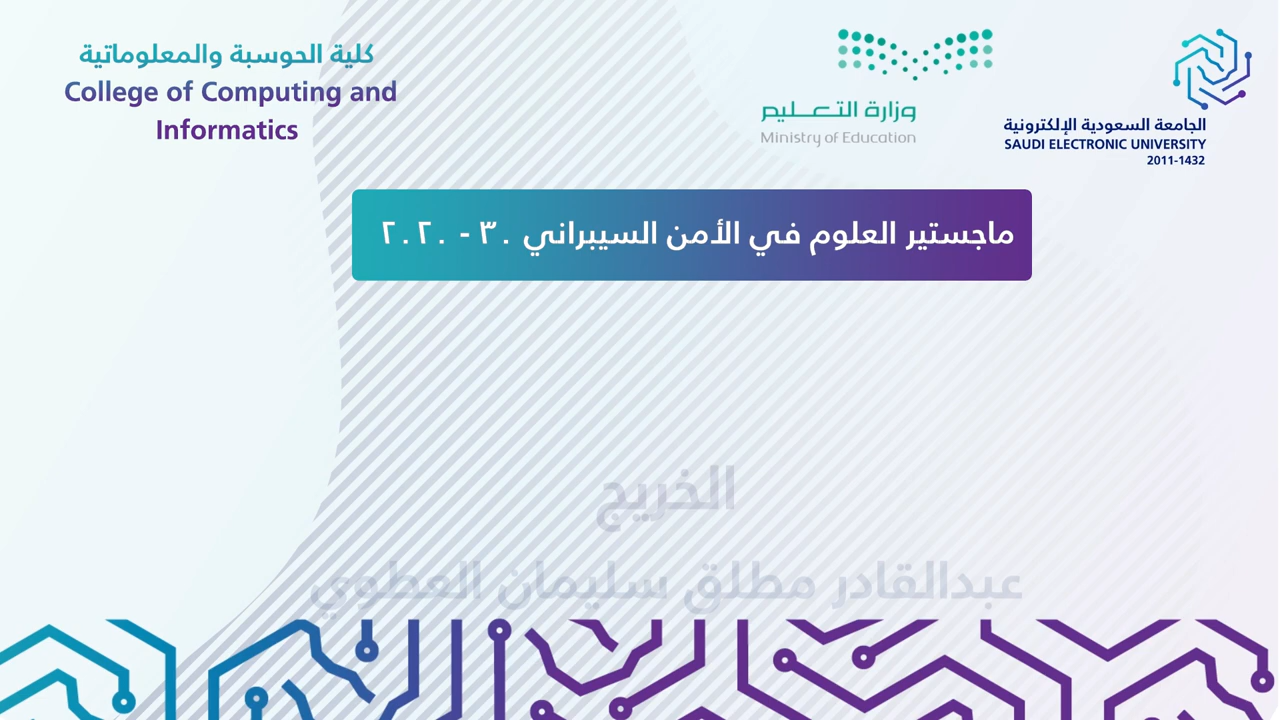 كلية الحوسبة والمعلوماتية
College of Computing and
Informatics
وزارة التعليم
Ministry of Education
الجامعة السعودية الإلكترونية
SAUDI ELECTRONIC UNIVERSITY
2011-1432
ماجستير العلوم في الأمن السيبراني ٣٠ - ٢٠٢٠
الخريج
عبدالقادر مطلق سليمان العطوي